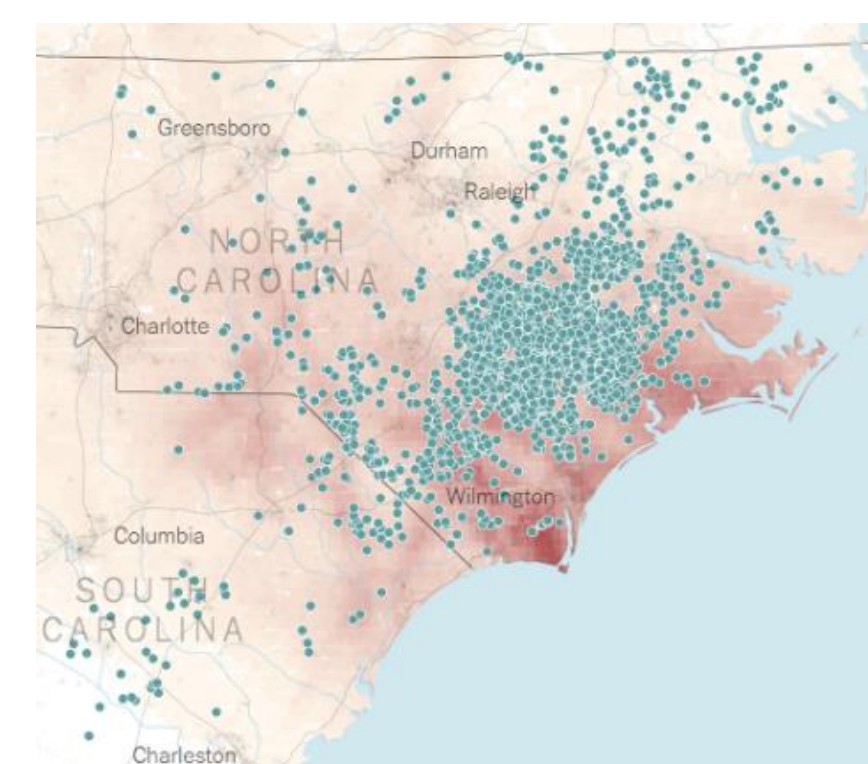 Greensboro
Durham
Raleigh
NORTH
CAROLINA
Charlotte
Wilmington
Columbia
SOUTH
CAROLINA
Charleston